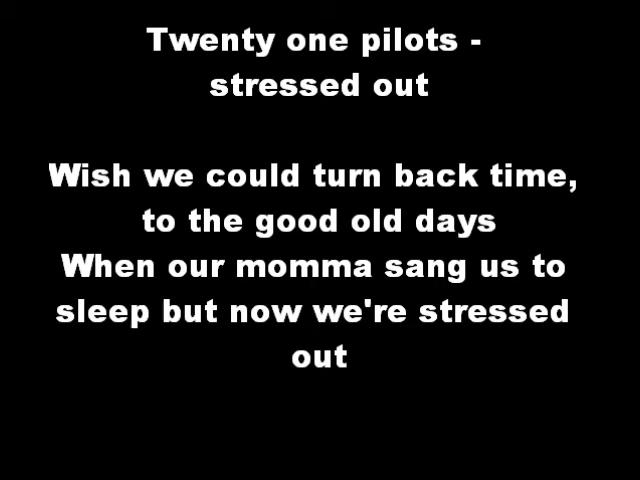 Twenty one pilots -
stressed out
Wish we could turn back time,
to the good old days
When our momma sang us to
sleep but now we're stressed
out